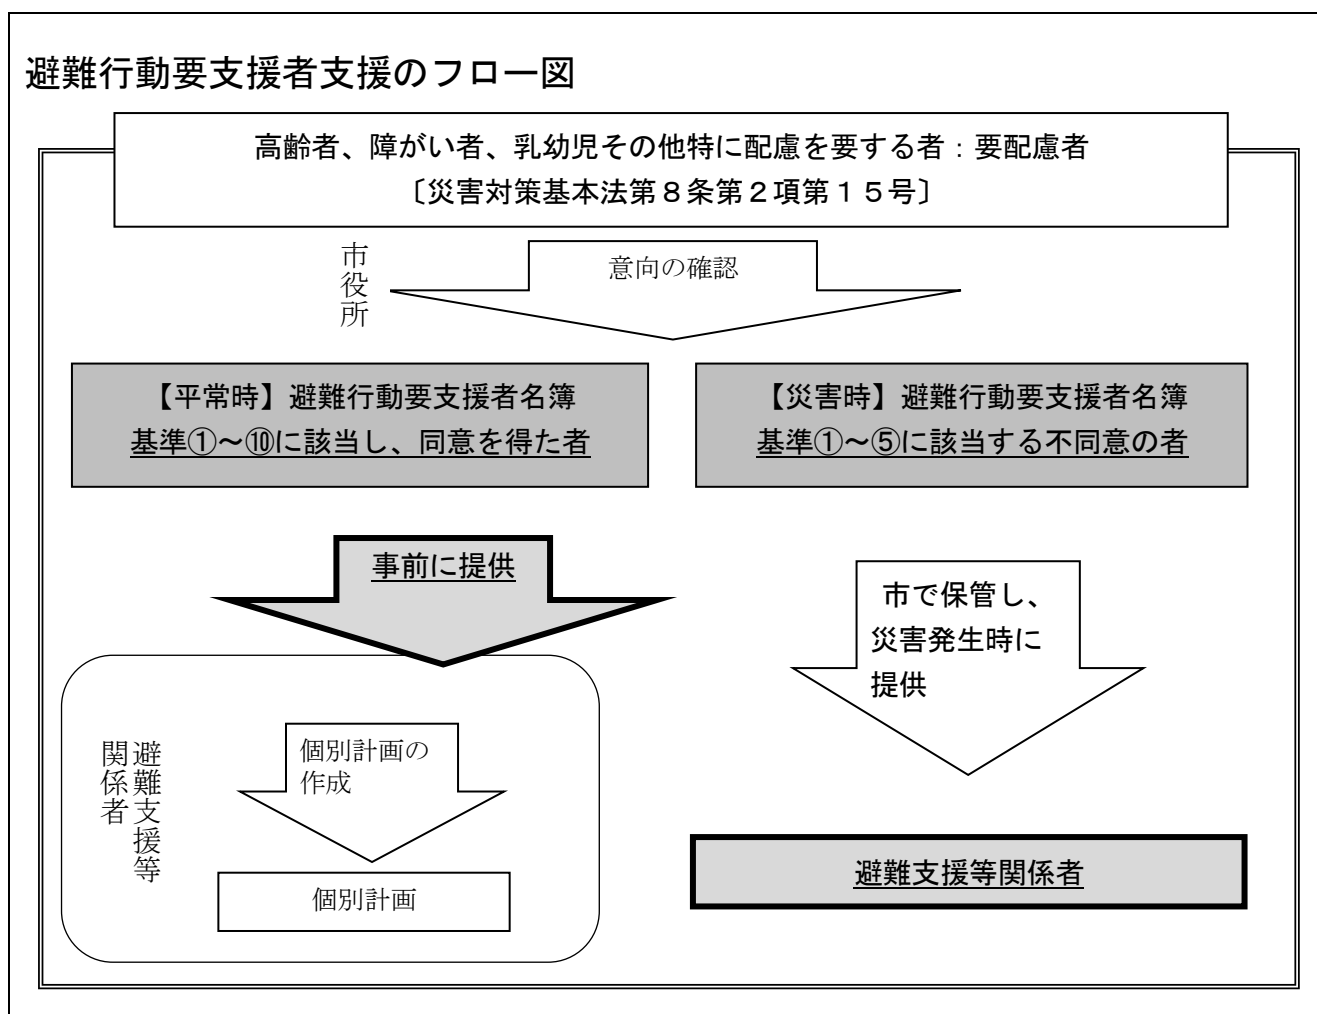 避難行動要支援者支援のフロー図
高齢者、障がい者、乳幼児その他特に配慮を要する者：要配慮者
〔災害対策基本法第８条第２項第１５号〕
市役所
意向の確認
【平常時】避難行動要支援者名簿
基準①～⑩に該当し、同意を得た者
【災害時】避難行動要支援者名簿
基準①～⑤に該当する不同意の者
事前に提供
市で保管し、
災害発生時に
提供
避難支援等
関係者
個別計画の
作成
個別計画
避難支援等関係者